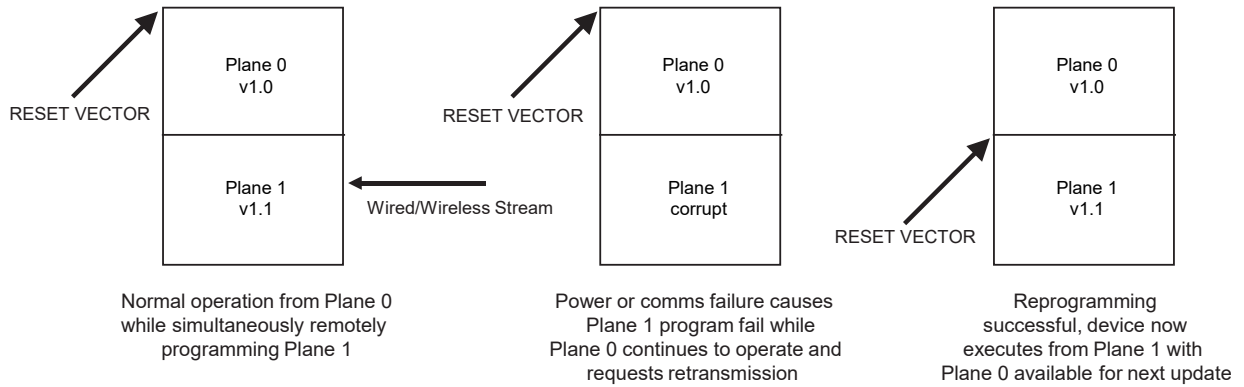 Plane 0
v1.0
RESET VECTOR
Plane 1
v1.1
Wired/Wireless Stream
Normal operation from Plane 0
while simultaneously remotely
programming Plane 1
Plane 0
v1.0
RESET VECTOR
Plane 1
corrupt
Power or comms failure causes
Plane 1 program fail while
Plane 0 continues to operate and
requests retransmission
Plane 0
v1.0
Plane 1
v1.1
RESET VECTOR
Reprogramming
successful, device now
executes from Plane 1 with
Plane 0 available for next update